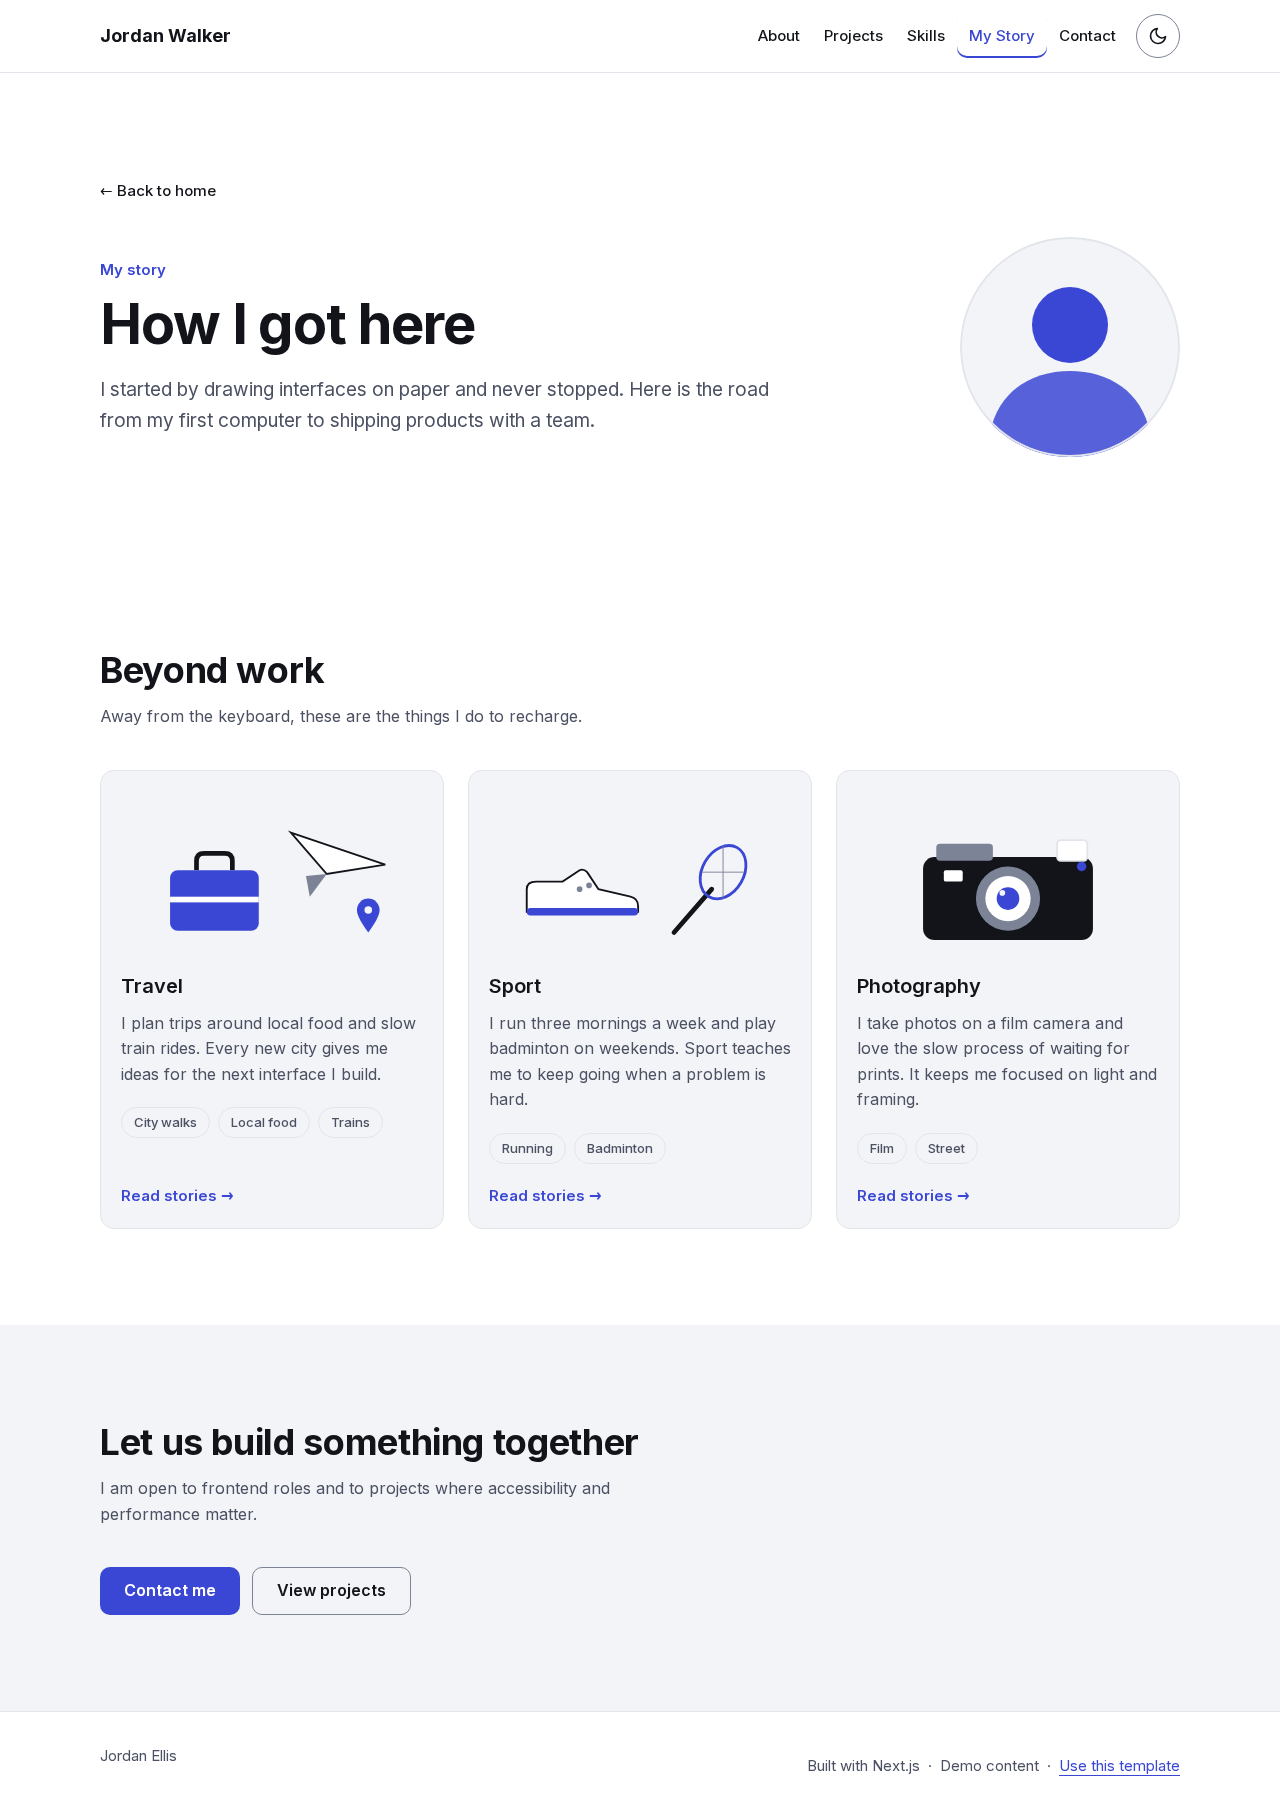 Jordan Walker
About Projects Skills My Story Contact
← Back to home
My story
How I got here
I started by drawing interfaces on paper and never stopped. Here is the road
from my first computer to shipping products with a team.
Beyond work
Away from the keyboard, these are the things I do to recharge.
Travel
I plan trips around local food and slow
train rides. Every new city gives me
ideas for the next interface I build.
City walks Local food Trains
Read stories →
Sport
I run three mornings a week and play
badminton on weekends. Sport teaches
me to keep going when a problem is
hard.
Running Badminton
Read stories →
Photography
I take photos on a film camera and
love the slow process of waiting for
prints. It keeps me focused on light and
framing.
Film Street
Read stories →
Let us build something together
I am open to frontend roles and to projects where accessibility and
performance matter.
Contact me View projects
Jordan Ellis
Built with Next.js · Demo content · Use this template